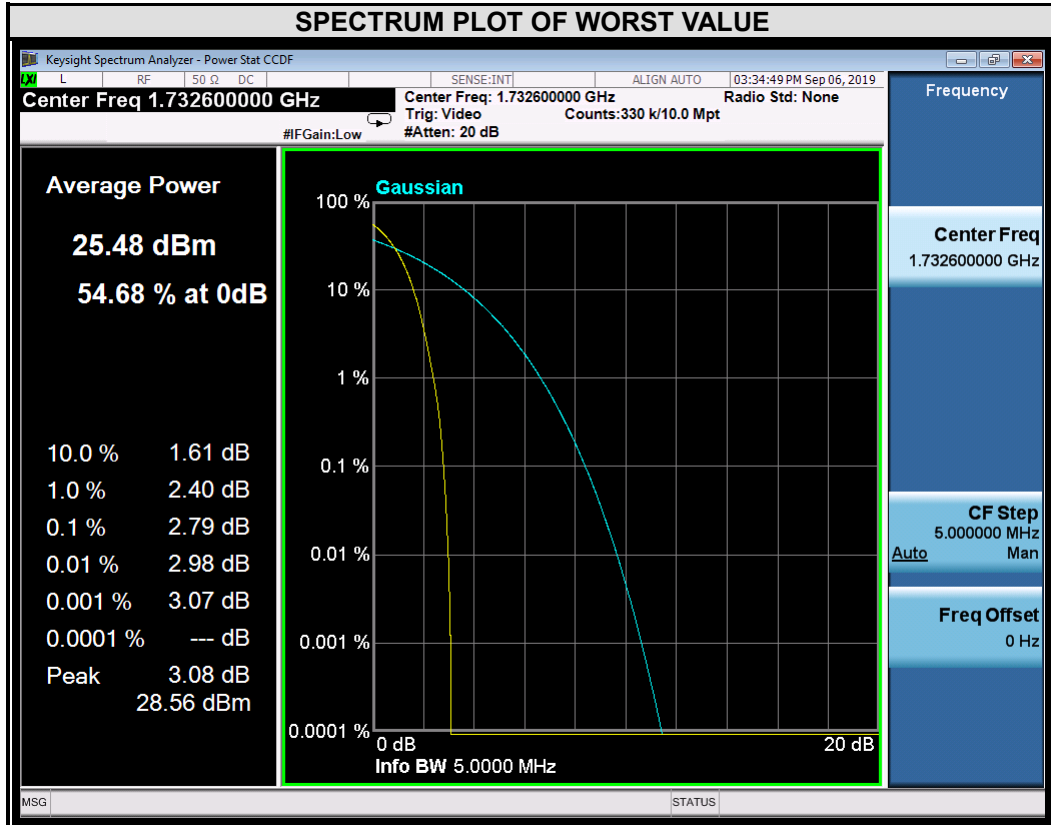 SPECTRUM PLOT OF WORST VALUE
Keysight Spectrum Analyzer - Power Stat CCDF
LXI L RF 50 Ω DC SENSE:INT ALIGN AUTO 03:34:49 PM Sep 06, 2019
Center Freq 1.732600000 GHz
#IFGain:Low
Center Freq: 1.732600000 GHz Radio Std: None
Trig: Video Counts:330 k/10.0 Mpt
#Atten: 20 dB
Average Power
25.48 dBm
54.68 % at 0dB
10.0 % 1.61 dB
1.0 % 2.40 dB
0.1 % 2.79 dB
0.01 % 2.98 dB
0.001 % 3.07 dB
0.0001 % --- dB
Peak 3.08 dB
28.56 dBm
Gaussian
100 %
10 %
1 %
0.1 %
0.01 %
0.001 %
0.0001 %
0 dB 20 dB
Info BW 5.0000 MHz
Frequency
Center Freq
1.732600000 GHz
CF Step
5.000000 MHz
Auto Man
Freq Offset
0 Hz
MSG STATUS